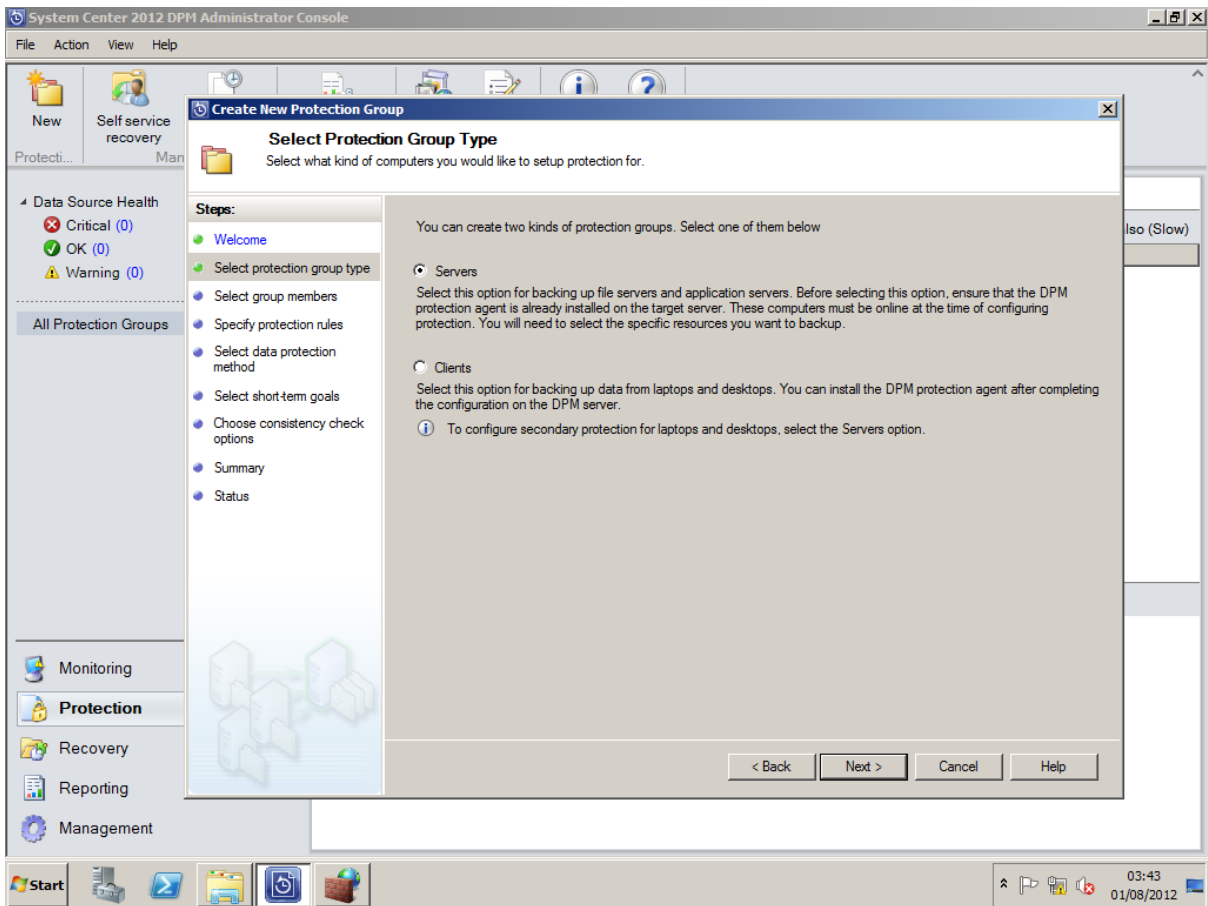 System Center 2012 DPM Administrator Console
File Action View Help
New
Self service
recovery
Protecti...
Man
Create New Protection Group
Select Protection Group Type
Select what kind of computers you would like to setup protection for.
Data Source Health
Critical (0)
OK (0)
Warning (0)
All Protection Groups
Steps:
Welcome
Select protection group type
Select group members
Specify protection rules
Select data protection
method
Select short-term goals
Choose consistency check
options
Summary
Status
You can create two kinds of protection groups. Select one of them below
Servers
Select this option for backing up file servers and application servers. Before selecting this option, ensure that the DPM
protection agent is already installed on the target server. These computers must be online at the time of configuring
protection. You will need to select the specific resources you want to backup.
Clients
Select this option for backing up data from laptops and desktops. You can install the DPM protection agent after completing
the configuration on the DPM server.
To configure secondary protection for laptops and desktops, select the Servers option.
lso (Slow)
< Back Next > Cancel Help
Monitoring
Protection
Recovery
Reporting
Management
Start
03:43
01/08/2012